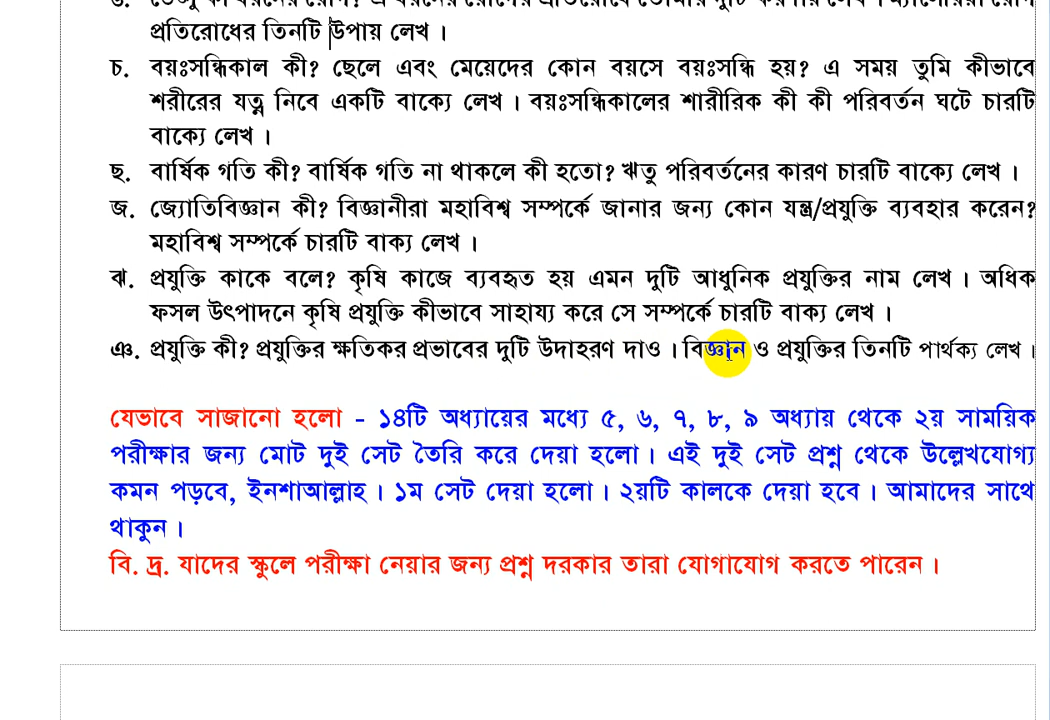 প্রতিরোধের তিনটি উপায় লেখ।
চ. বয়ঃসন্ধিকাল কী? ছেলে এবং মেয়েদের কোন বয়সে বয়ঃসন্ধি হয়? এ সময় তুমি কীভাবে
শরীরের যত্ন নিবে একটি বাক্যে লেখ। বয়ঃসন্ধিকালের শারীরিক কী কী পরিবর্তন ঘটে চারটি
বাক্যে লেখ।
ছ. বার্ষিক গতি কী? বার্ষিক গতি না থাকলে কী হতো? ঋতু পরিবর্তনের কারণ চারটি বাক্যে লেখ।
জ. জ্যোতিবিজ্ঞান কী? বিজ্ঞানীরা মহাবিশ্ব সম্পর্কে জানার জন্য কোন যন্ত্র/প্রযুক্তি ব্যবহার করেন?
মহাবিশ্ব সম্পর্কে চারটি বাক্য লেখ।
ঝ. প্রযুক্তি কাকে বলে? কৃষি কাজে ব্যবহৃত হয় এমন দুটি আধুনিক প্রযুক্তির নাম লেখ। অধিক
ফসল উৎপাদনে কৃষি প্রযুক্তি কীভাবে সাহায্য করে সে সম্পর্কে চারটি বাক্য লেখ।
ঞ. প্রযুক্তি কী? প্রযুক্তির ক্ষতিকর প্রভাবের দুটি উদাহরণ দাও। বিজ্ঞান ও প্রযুক্তির তিনটি পার্থক্য লেখ।
যেভাবে সাজানো হলো - ১৪টি অধ্যায়ের মধ্যে ৫, ৬, ৭, ৮, ৯ অধ্যায় থেকে ২য় সাময়িক
পরীক্ষার জন্য মোট দুই সেট তৈরি করে দেয়া হলো। এই দুই সেট প্রশ্ন থেকে উল্লেখযোগ্য
কমন পড়বে, ইনশাআল্লাহ। ১ম সেট দেয়া হলো। ২য়টি কালকে দেয়া হবে। আমাদের সাথে
থাকুন।
বি. দ্র. যাদের স্কুলে পরীক্ষা নেয়ার জন্য প্রশ্ন দরকার তারা যোগাযোগ করতে পারেন।